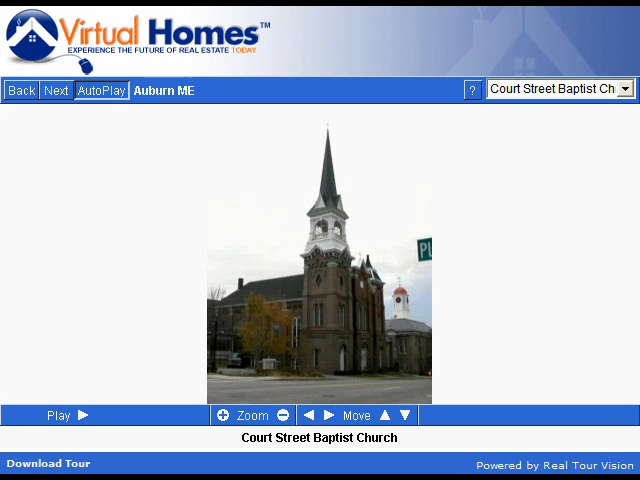 Virtual Homes™
EXPERIENCE THE FUTURE OF REAL ESTATE TODAY
Back Next AutoPlay Auburn ME ? Court Street Baptist Ch
PL
Play Zoom Move
Court Street Baptist Church
Download Tour Powered by Real Tour Vision